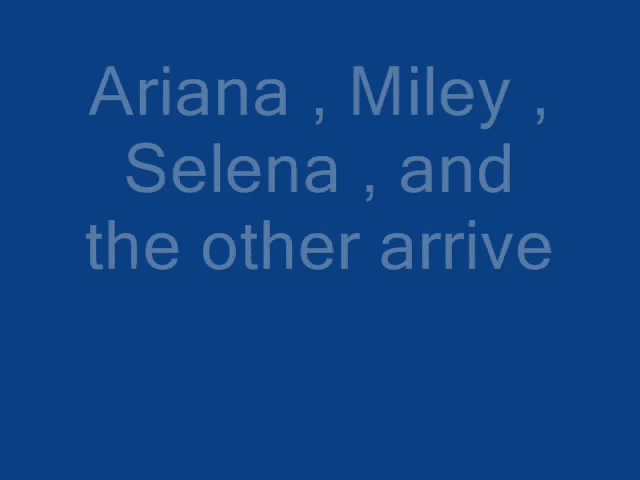 Ariana , Miley ,
Selena , and
the other arrive